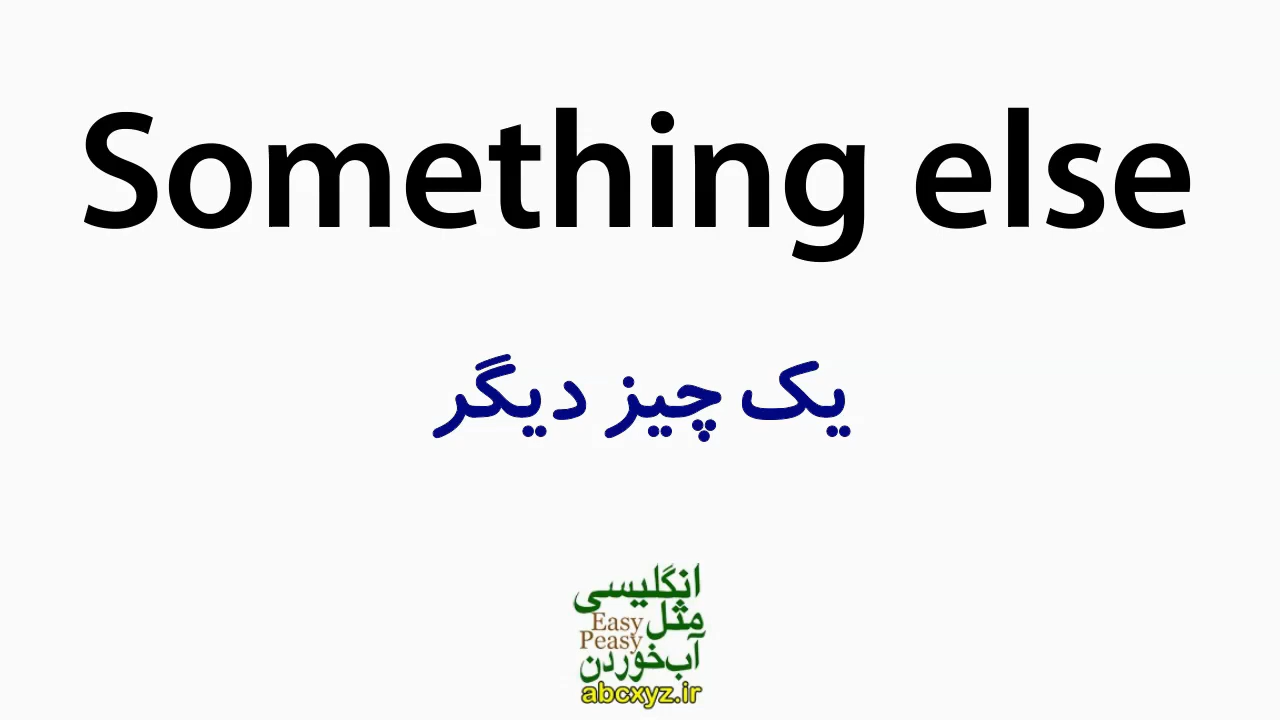 Something else
یک چیز دیگر
انگلیسی
مثل
Easy
Peasy
آب‌خوردن
abcxyz.ir